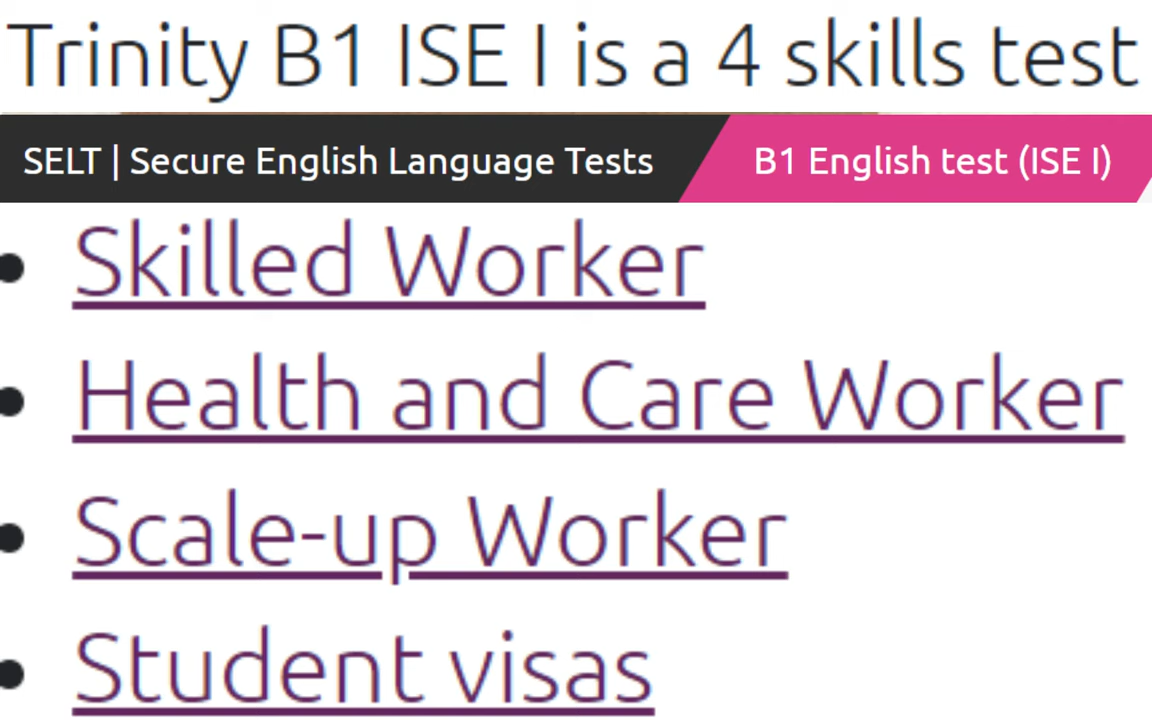 Trinity B1 ISE I is a 4 skills test
SELT | Secure English Language Tests B1 English test (ISE I)
Skilled Worker
Health and Care Worker
Scale-up Worker
Student visas